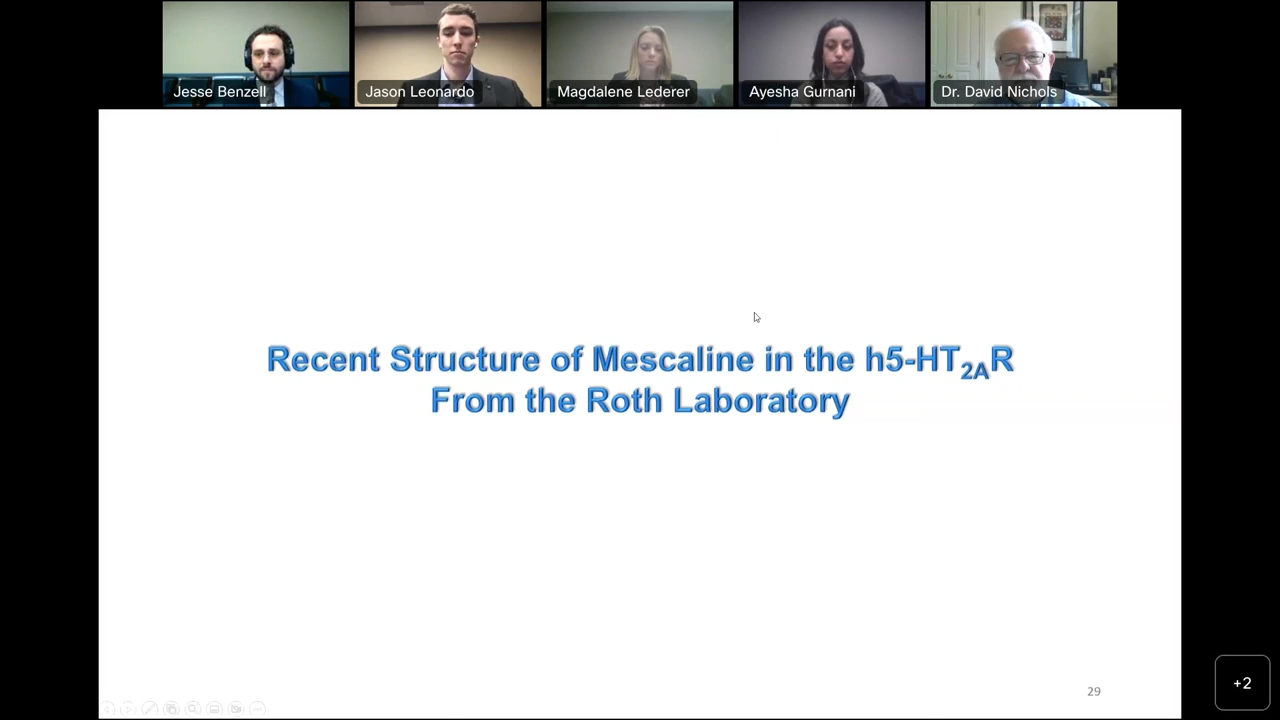 Jesse Benzell
Jason Leonardo
Magdalene Lederer
Ayesha Gurnani
Dr. David Nichols
Recent Structure of Mescaline in the h5-HT2AR
From the Roth Laboratory
29
+2